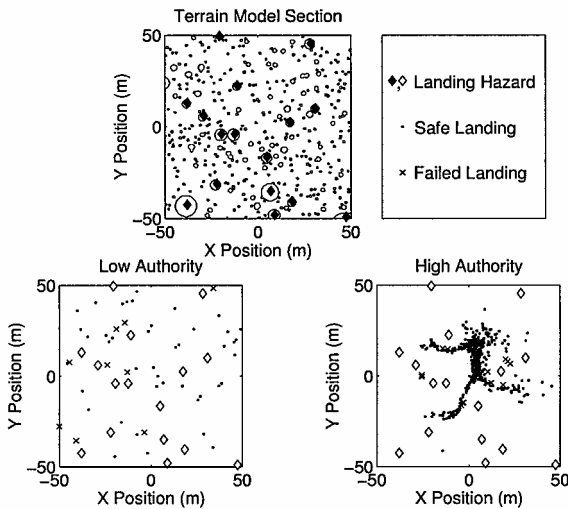 Terrain Model Section
50
Y Position (m)
0
−50
−50
0
50
X Position (m)
Landing Hazard
Safe Landing
Failed Landing
Low Authority
50
Y Position (m)
0
−50
−50
0
50
X Position (m)
High Authority
50
Y Position (m)
0
−50
−50
0
50
X Position (m)